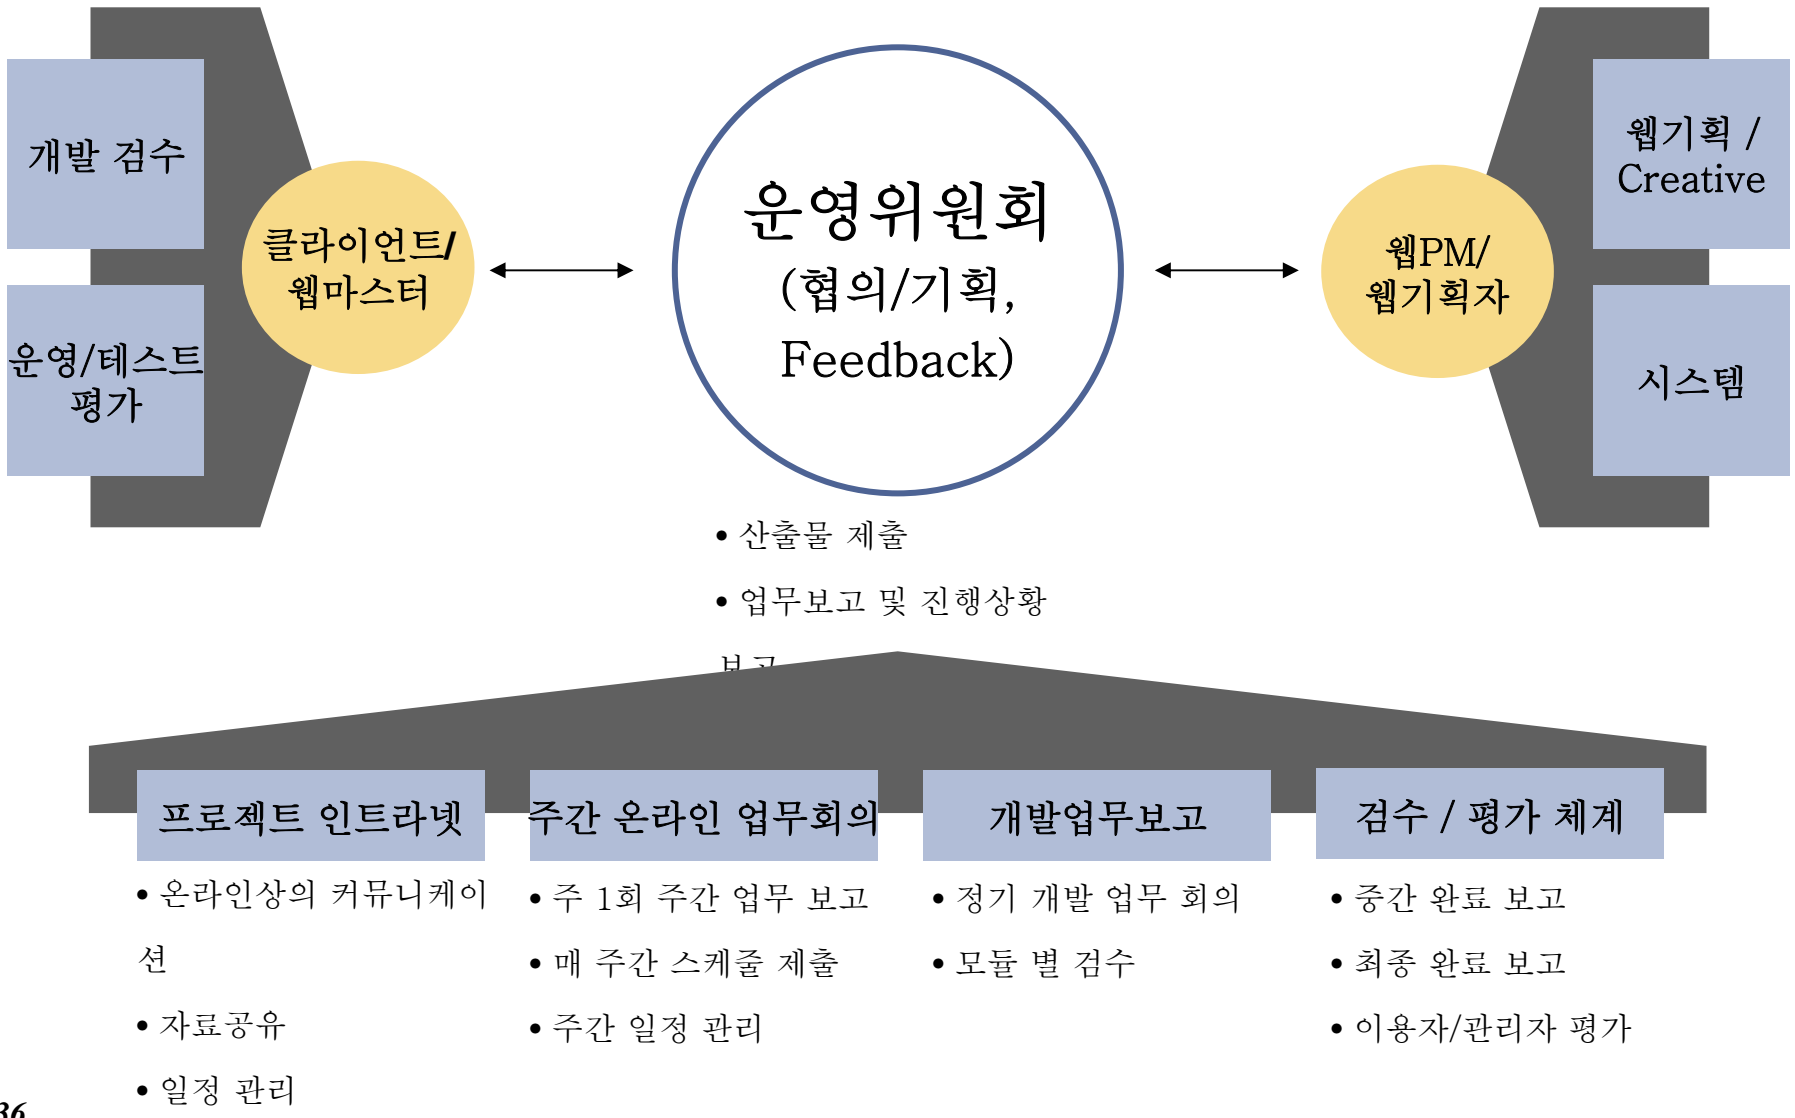 개발 검수
운영/테스트
평가
클라이언트/
웹마스터
운영위원회
(협의/기획,
Feedback)
웹PM/
웹기획자
웹기획 /
Creative
시스템
• 산출물 제출
• 업무보고 및 진행상황
보고
프로젝트 인트라넷
• 온라인상의 커뮤니케이
션
• 자료공유
• 일정 관리
주간 온라인 업무회의
• 주 1회 주간 업무 보고
• 매 주간 스케줄 제출
• 주간 일정 관리
개발업무보고
• 정기 개발 업무 회의
• 모듈 별 검수
검수 / 평가 체계
• 중간 완료 보고
• 최종 완료 보고
• 이용자/관리자 평가
36